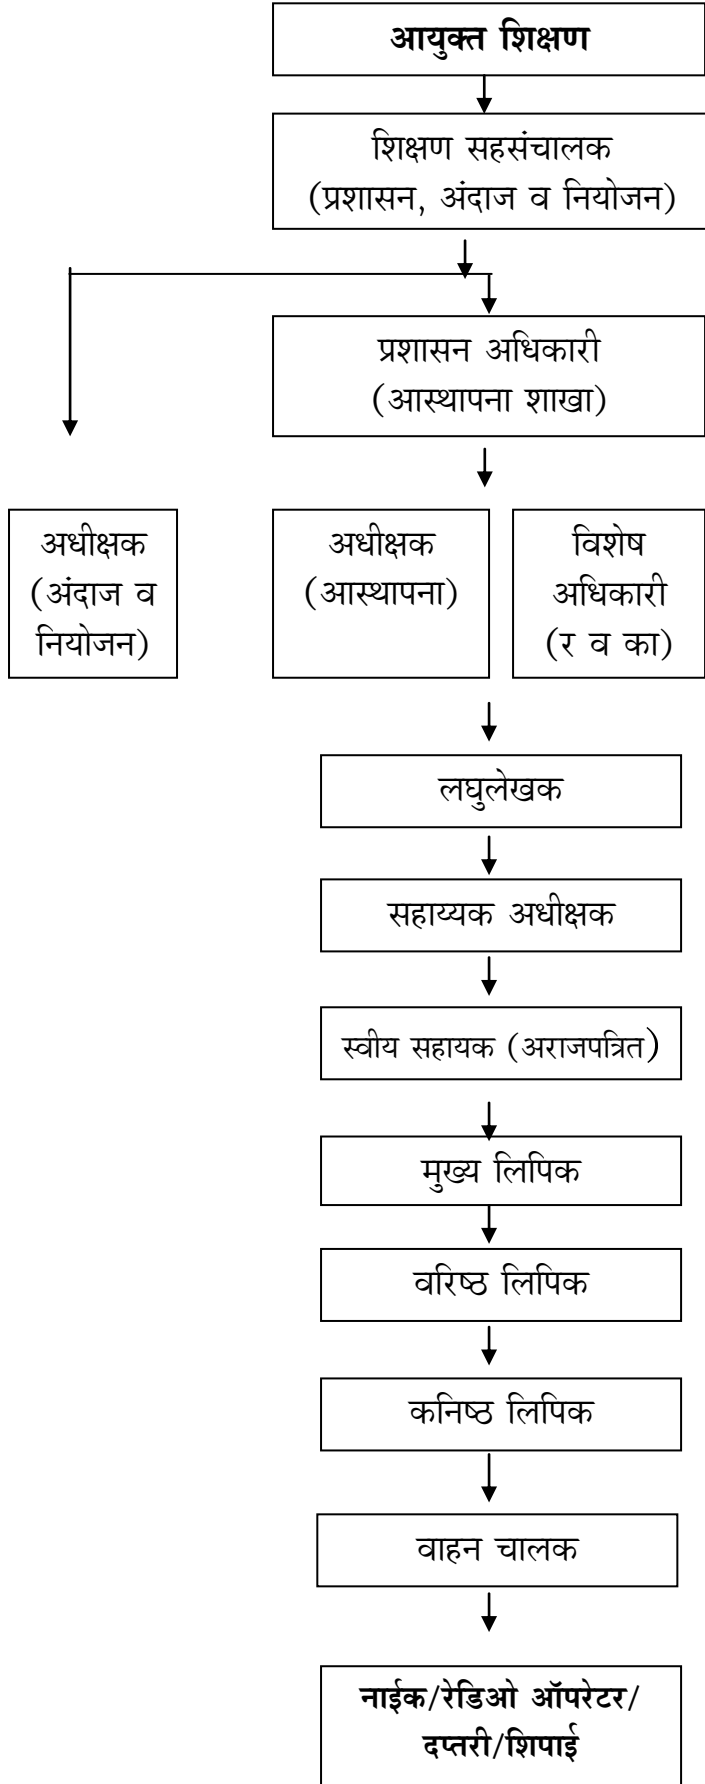 आयुक्त शिक्षण
शिक्षण सहसंचालक
(प्रशासन, अंदाज व नियोजन)
प्रशासन अधिकारी
(आस्थापना शाखा)
अधीक्षक
(अंदाज व
नियोजन)
अधीक्षक
(आस्थापना)
विशेष
अधिकारी
(र व का)
लघुलेखक
सहाय्यक अधीक्षक
स्वीय सहायक (अराजपत्रित)
मुख्य लिपिक
वरिष्ठ लिपिक
कनिष्ठ लिपिक
वाहन चालक
नाईक/रेडिओ ऑपरेटर/
दप्तरी/शिपाई